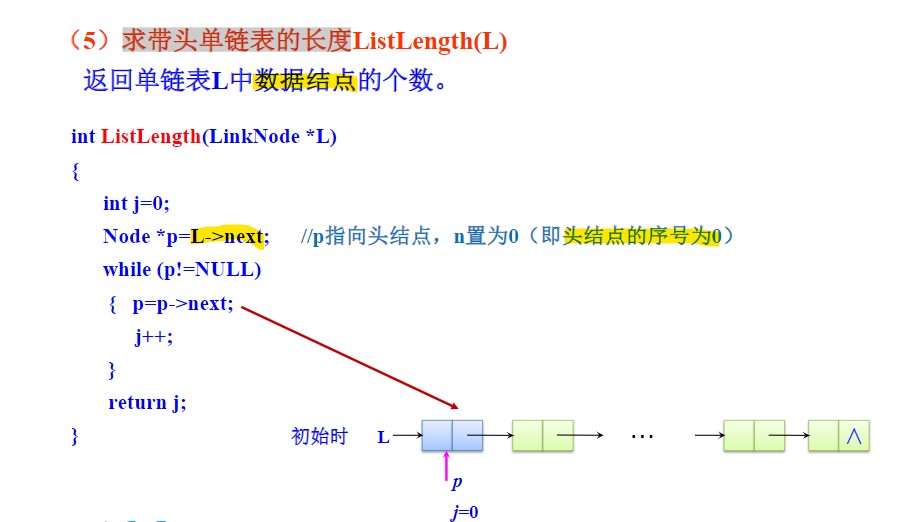 （5）求带头单链表的长度ListLength(L)
返回单链表L中数据结点的个数。
int ListLength(LinkNode *L)
{
int j=0;
Node *p=L->next; //p指向头结点，n置为0（即头结点的序号为0）
while (p!=NULL)
{ p=p->next;
j++;
}
return j;
}
初始时 L … ∧
p
j=0